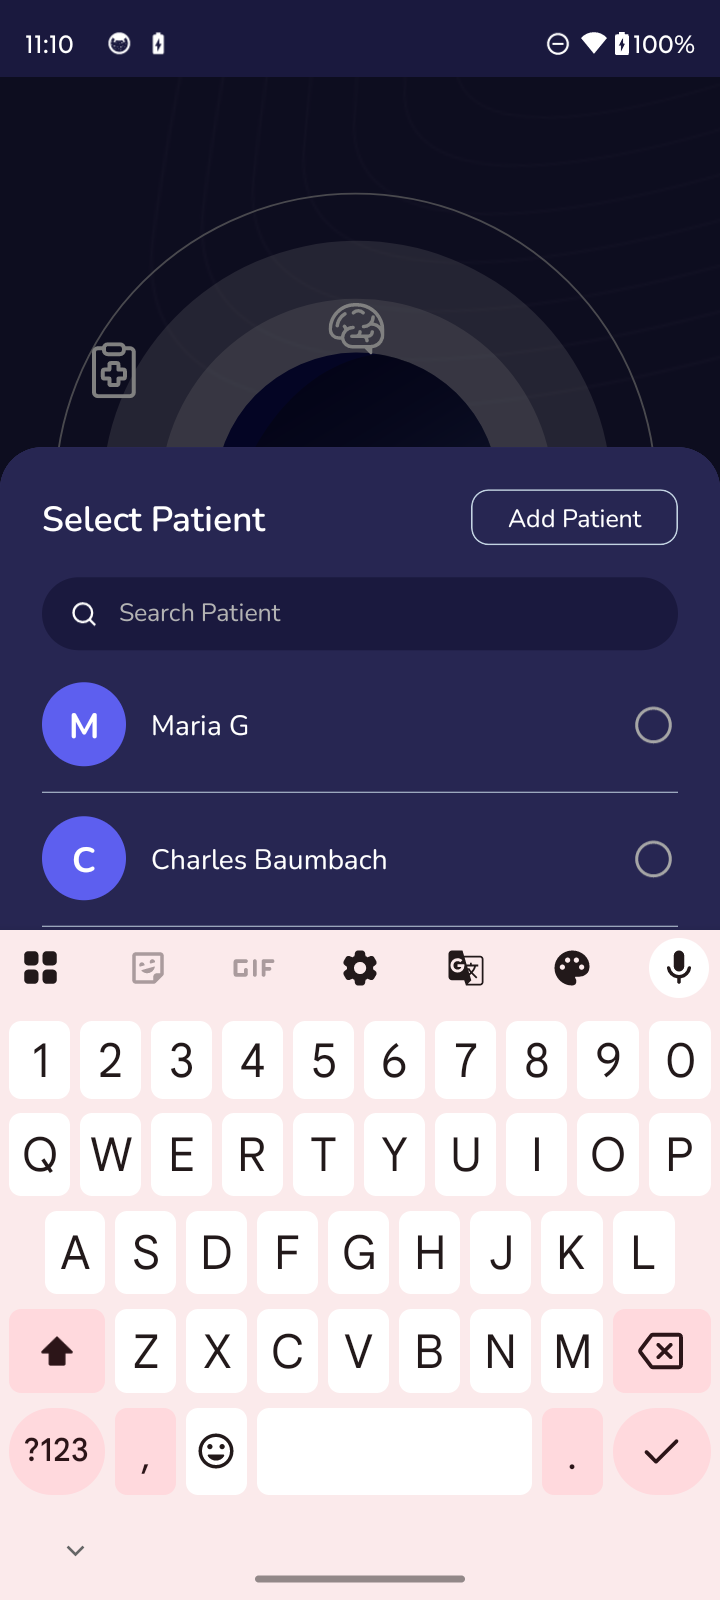 11:10
100%
Select Patient
Add Patient
Search Patient
M
Maria G
C
Charles Baumbach
GIF
G
1 2 3 4 5 6 7 8 9 0
Q W E R T Y U I O P
A S D F G H J K L
Z X C V B N M
?123 , .